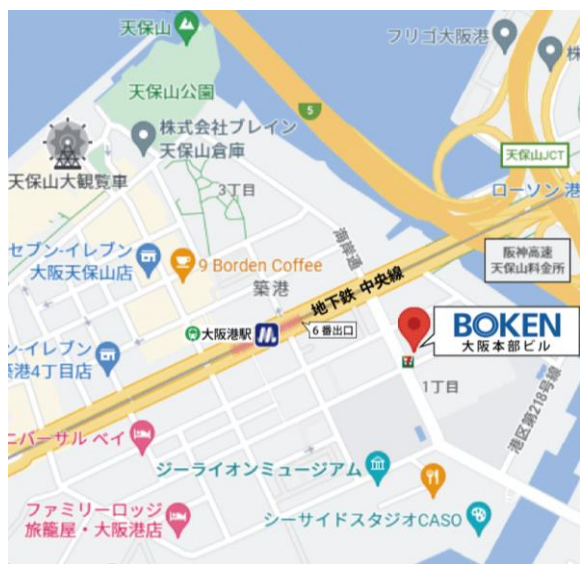 天保山
フリゴ大阪港
株
天保山公園
5
株式会社ブレイン
天保山倉庫
天保山JCT
天保山大観覧車
3丁目
ローソン 港
海岸通
セブン-イレブン
大阪天保山店
9 Borden Coffee
阪神高速
天保山料金所
築港
地下鉄 中央線
大阪港駅
6番出口
BOKEN
大阪本部ビル
ン-イレブン
築港4丁目店
7
1丁目
港区第218号線
ニバーサル ベイ
ジーライオンミュージアム
ファミリーロッジ
旅籠屋・大阪港店
シーサイドスタジオCASO